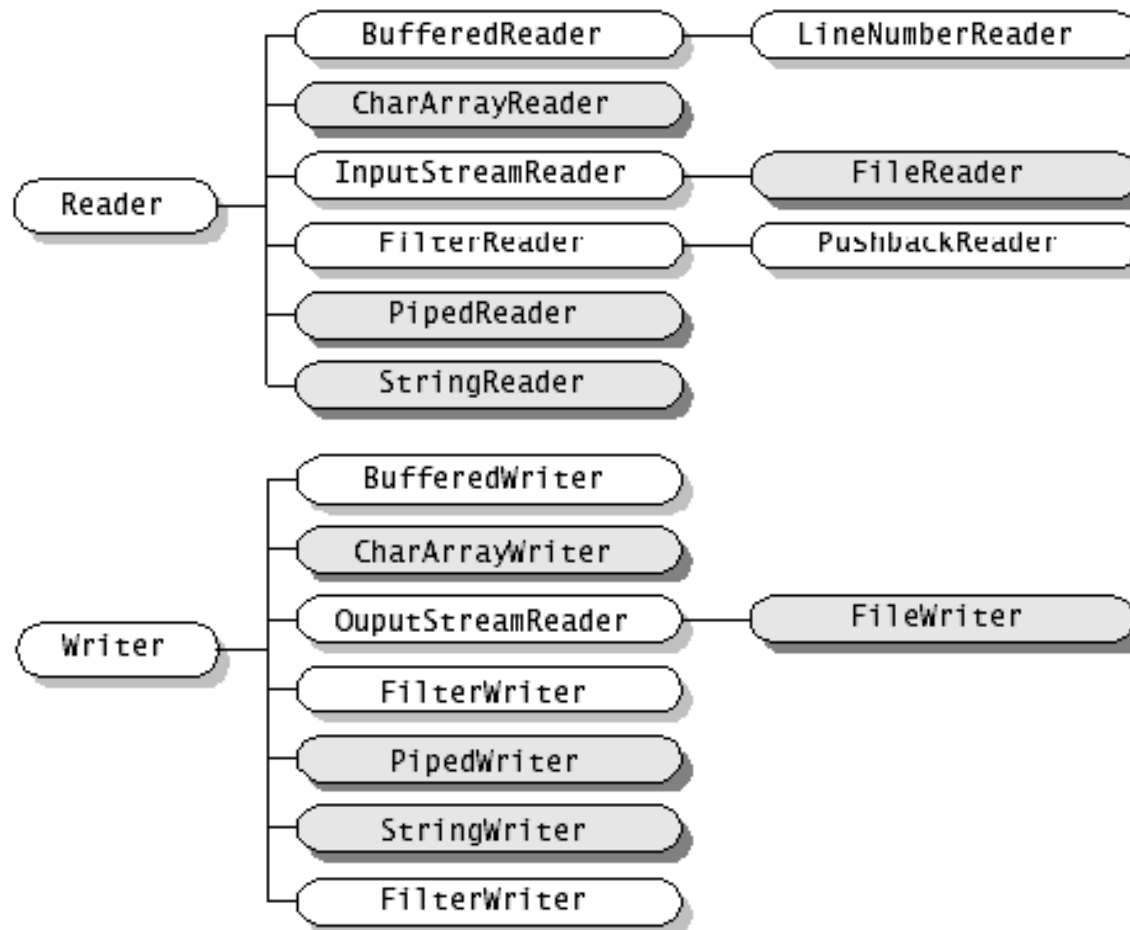 BufferedReader LineNumberReader
CharArrayReader
InputStreamReader FileReader
Reader
FilterReader PushbackReader
PipedReader
StringReader
BufferedWriter
CharArrayWriter
OuputStreamReader FileWriter
Writer
FilterWriter
PipedWriter
StringWriter
FilterWriter